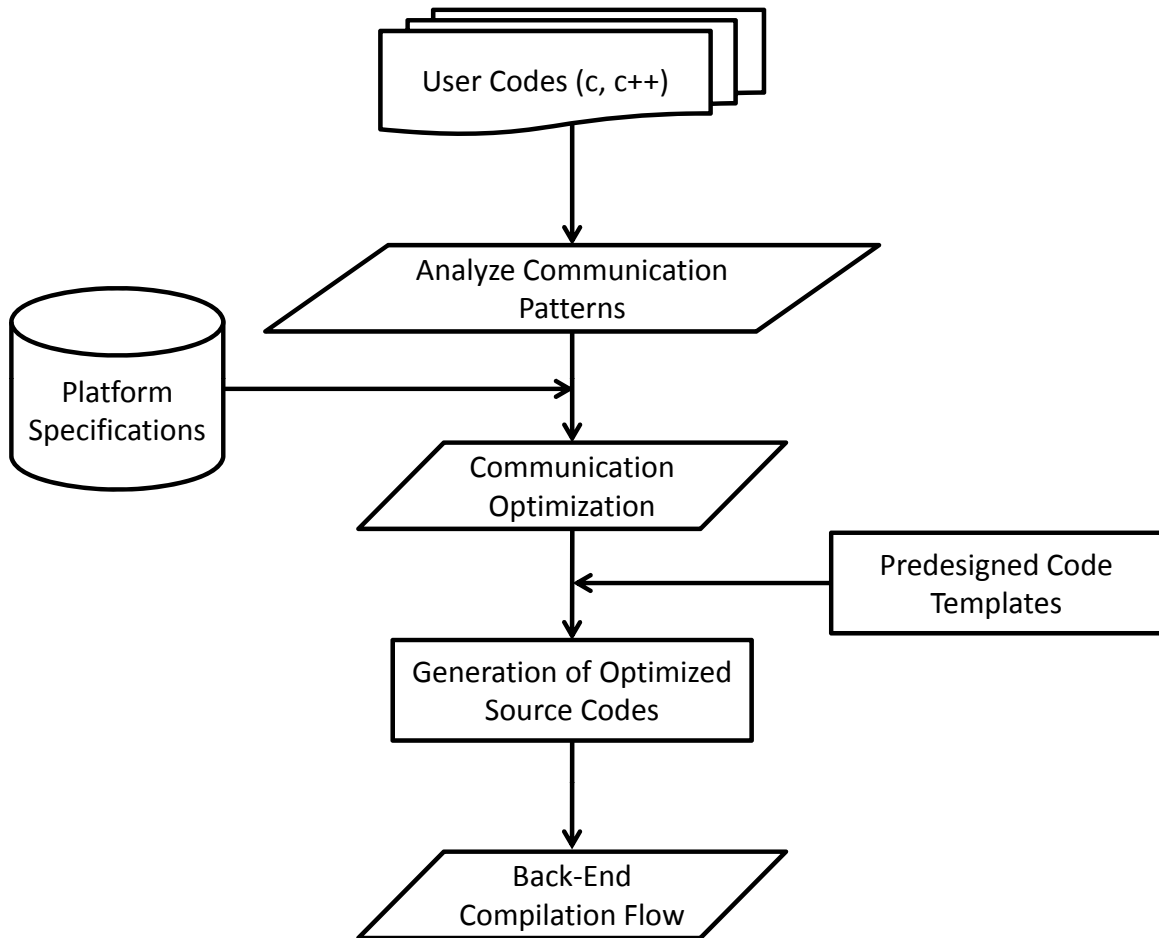 User Codes (c, c++)
Analyze Communication
Patterns
Platform
Specifications
Communication
Optimization
Predesigned Code
Templates
Generation of Optimized
Source Codes
Back-End
Compilation Flow